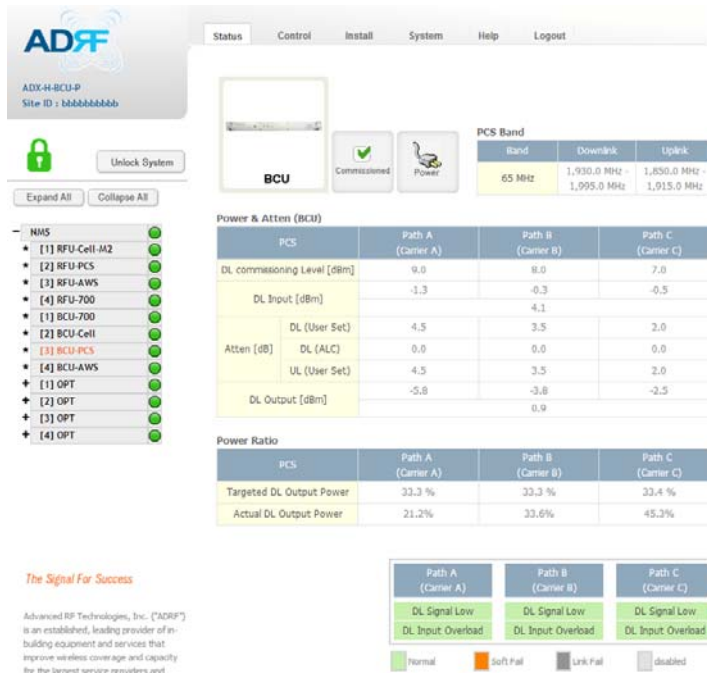 ADRF
Status Control Install System Help Logout
ADX-H-BCU-P
Site ID : bbbbbbbbbb
Unlock System
Expand All Collapse All
NMS
[1] RFU-Cell-M2
[2] RFU-PCS
[3] RFU-AWS
[4] RFU-700
[1] BCU-700
[2] BCU-Cell
[3] BCU-PCS
[4] BCU-AWS
[1] OPT
[2] OPT
[3] OPT
[4] OPT
BCU
Commissioned
Power
PCS Band
Band Downlink Uplink
65 MHz 1,930.0 MHz - 1,850.0 MHz -
1,995.0 MHz 1,915.0 MHz
Power & Atten (BCU)
PCS Path A Path B Path C
(Carrier A) (Carrier B) (Carrier C)
DL commissioning Level [dBm] 9.0 8.0 7.0
DL Input [dBm] -1.3 -0.3 -0.5
4.1
Atten [dB] DL (User Set) 4.5 3.5 2.0
DL (ALC) 0.0 0.0 0.0
UL (User Set) 4.5 3.5 2.0
DL Output [dBm] -5.8 -3.8 -2.5
0.9
Power Ratio
PCS Path A Path B Path C
(Carrier A) (Carrier B) (Carrier C)
Targeted DL Output Power 33.3 % 33.3 % 33.4 %
Actual DL Output Power 21.2% 33.6% 45.3%
Path A Path B Path C
(Carrier A) (Carrier B) (Carrier C)
DL Signal Low DL Signal Low DL Signal Low
DL Input Overload DL Input Overload DL Input Overload
Normal Soft Fail Link Fail disabled
The Signal For Success
Advanced RF Technologies, Inc. ("ADRF")
is an established, leading provider of in-
building equipment and services that
improve wireless coverage and capacity
for the largest service providers and